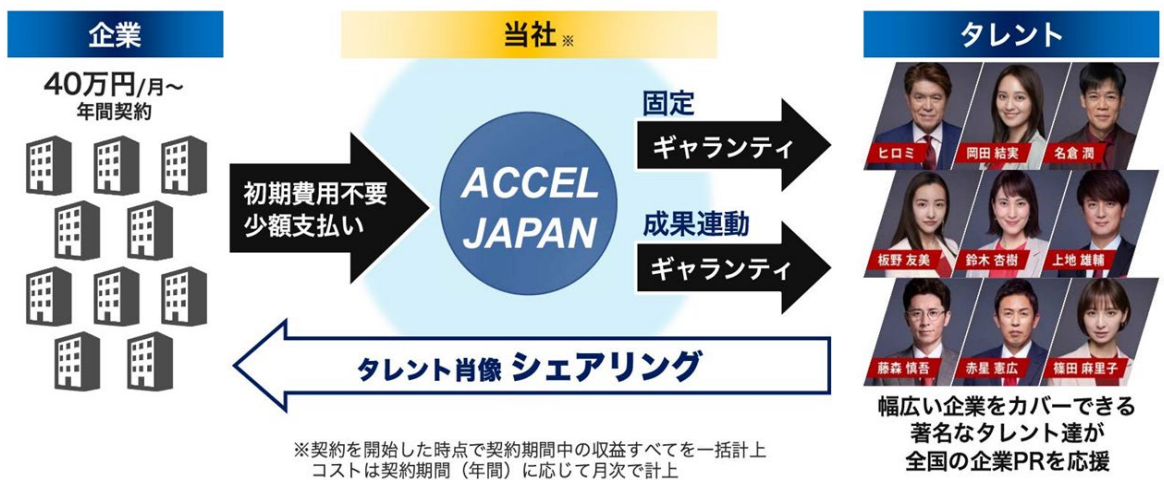 企業
40万円/月～
年間契約
初期費用不要
少額支払い
当社※
ACCEL
JAPAN
固定
ギャランティ
成果連動
ギャランティ
タレント肖像 シェアリング
※契約を開始した時点で契約期間中の収益すべてを一括計上
コストは契約期間（年間）に応じて月次で計上
タレント
ヒロミ
岡田 結実
名倉 潤
板野 友美
鈴木 杏樹
上地 雄輔
藤森 慎吾
赤星 憲広
篠田 麻里子
幅広い企業をカバーできる
著名なタレント達が
全国の企業PRを応援